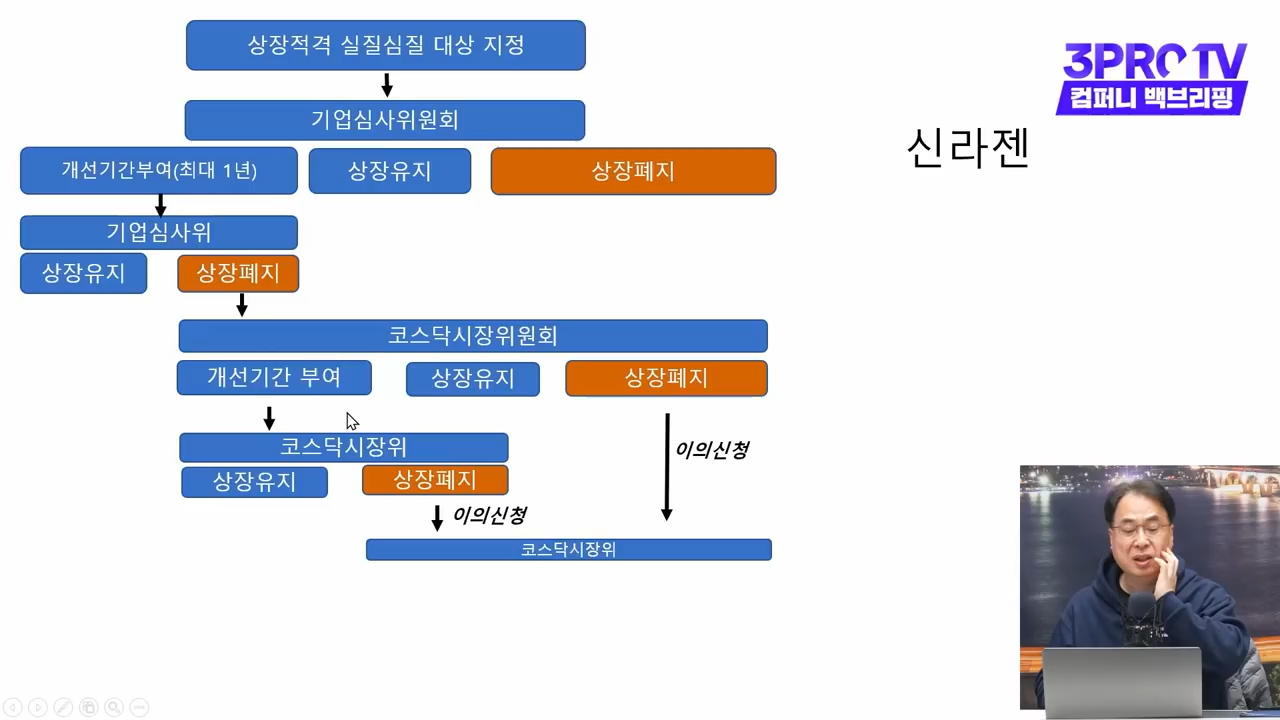 상장적격 실질심질 대상 지정
3PRO TV
컴퍼니 백브리핑
기업심사위원회
신라젠
개선기간부여(최대 1년)
상장유지
상장폐지
기업심사위
상장유지
상장폐지
코스닥시장위원회
개선기간 부여
상장유지
상장폐지
코스닥시장위
이의신청
상장유지
상장폐지
이의신청
코스닥시장위